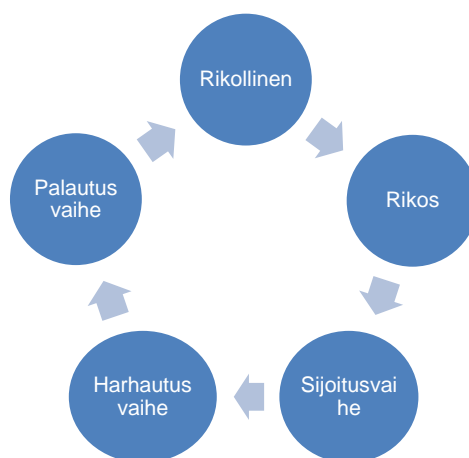 Rikollinen
Rikos
Sijoitusvai
he
Harhautus
vaihe
Palautus
vaihe